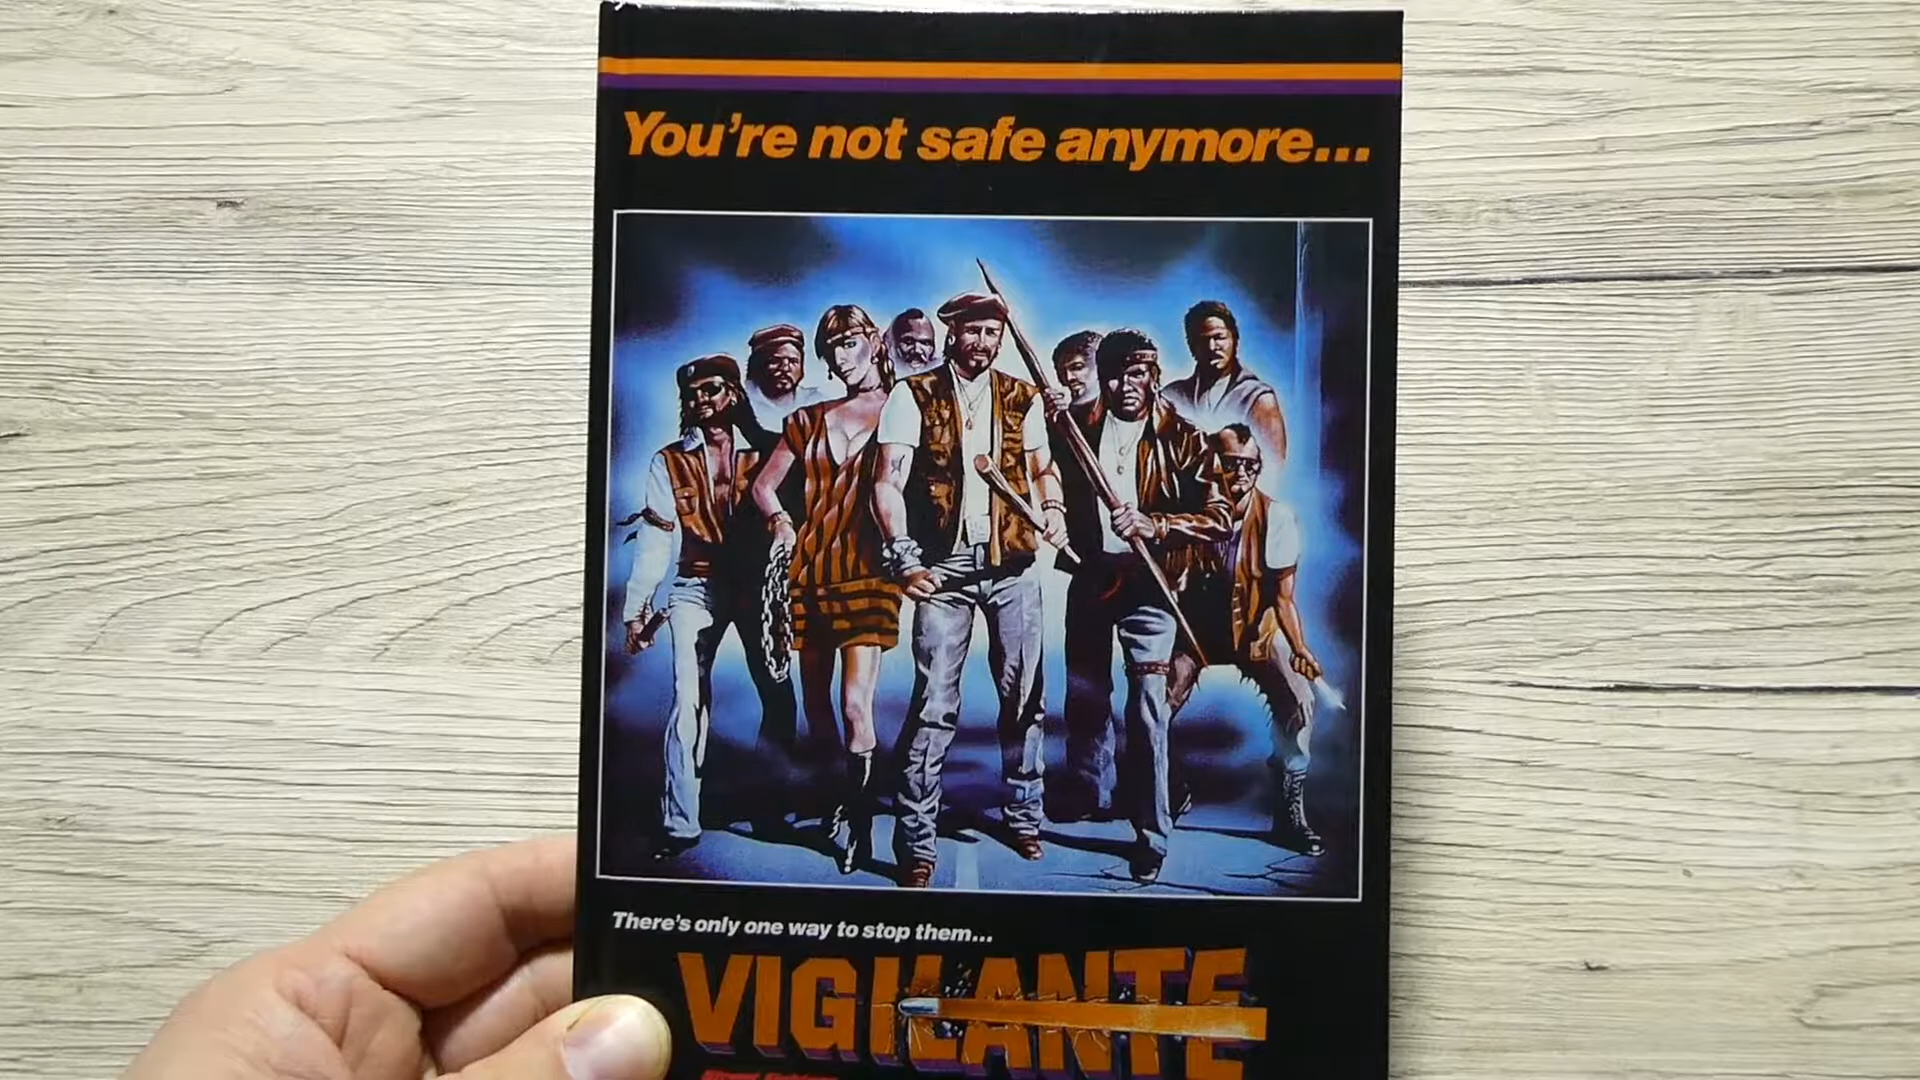 You're not safe anymore...
There's only one way to stop them...
VIGILANTE